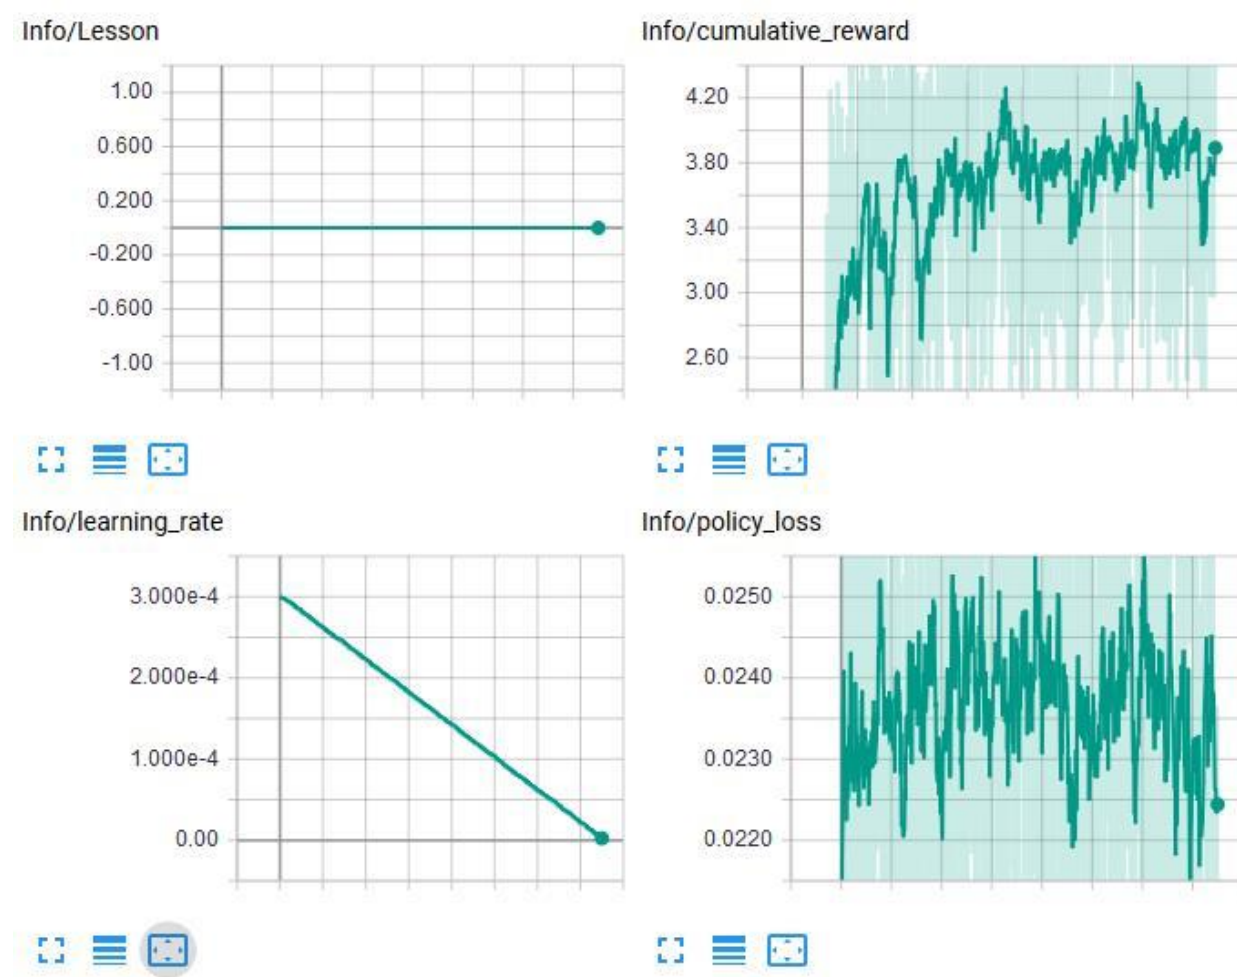 Info/Lesson
1.00
0.600
0.200
-0.200
-0.600
-1.00
Info/cumulative_reward
4.20
3.80
3.40
3.00
2.60
Info/learning_rate
3.000e-4
2.000e-4
1.000e-4
0.00
Info/policy_loss
0.0250
0.0240
0.0230
0.0220